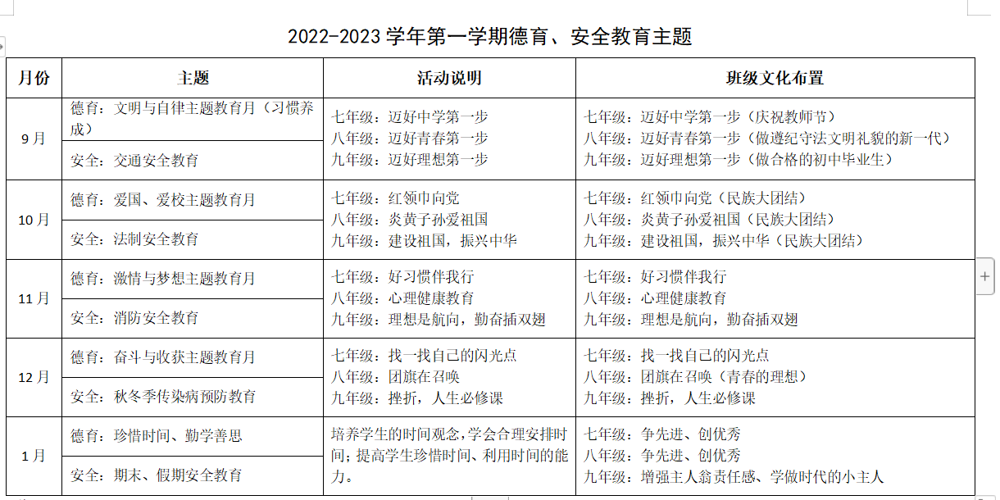 2022-2023 学年第一学期德育、安全教育主题
月份
主题
活动说明
班级文化布置
9 月
德育：文明与自律主题教育月（习惯养
成）
安全：交通安全教育
七年级：迈好中学第一步
八年级：迈好青春第一步
九年级：迈好理想第一步
七年级：迈好中学第一步（庆祝教师节）
八年级：迈好青春第一步（做遵纪守法文明礼貌的新一代）
九年级：迈好理想第一步（做合格的初中毕业生）
10 月
德育：爱国、爱校主题教育月
安全：法制安全教育
七年级：红领巾向党
八年级：炎黄子孙爱祖国
九年级：建设祖国，振兴中华
七年级：红领巾向党（民族大团结）
八年级：炎黄子孙爱祖国（民族大团结）
九年级：建设祖国，振兴中华（民族大团结）
11 月
德育：激情与梦想主题教育月
安全：消防安全教育
七年级：好习惯伴我行
八年级：心理健康教育
九年级：理想是航向，勤奋插双翅
七年级：好习惯伴我行
八年级：心理健康教育
九年级：理想是航向，勤奋插双翅
12 月
德育：奋斗与收获主题教育月
安全：秋冬季传染病预防教育
七年级：找一找自己的闪光点
八年级：团旗在召唤
九年级：挫折，人生必修课
七年级：找一找自己的闪光点
八年级：团旗在召唤（青春的理想）
九年级：挫折，人生必修课
1 月
德育：珍惜时间、勤学善思
安全：期末、假期安全教育
培养学生的时间观念，学会合理安排时
间；提高学生珍惜时间、利用时间的能
力。
七年级：争先进、创优秀
八年级：争先进、创优秀
九年级：增强主人翁责任感、学做时代的小主人